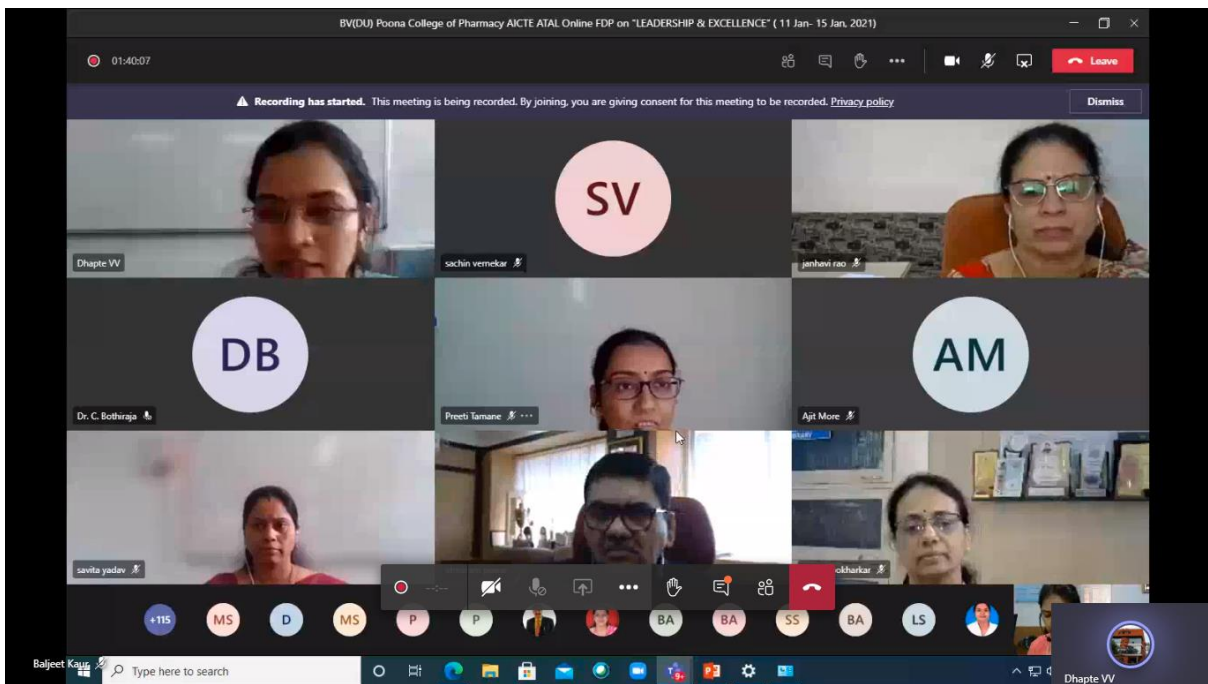 BV(DU) Poona College of Pharmacy AICTE ATAL Online FDP on "LEADERSHIP & EXCELLENCE" ( 11 Jan- 15 Jan, 2021)
01:40:07
Leave
Recording has started. This meeting is being recorded. By joining, you are giving consent for this meeting to be recorded. Privacy policy
Dismiss
SV
Dhapte VV
sachin vernekar
janhavi rao
DB
AM
Dr. C. Bothiraja
Preeti Tamane
Ajit More
savita yadav
okharkar
--:--
+115
MS
D
MS
P
P
BA
BA
SS
BA
LS
Baljeet Kaur
Type here to search
9+
Dhapte VV